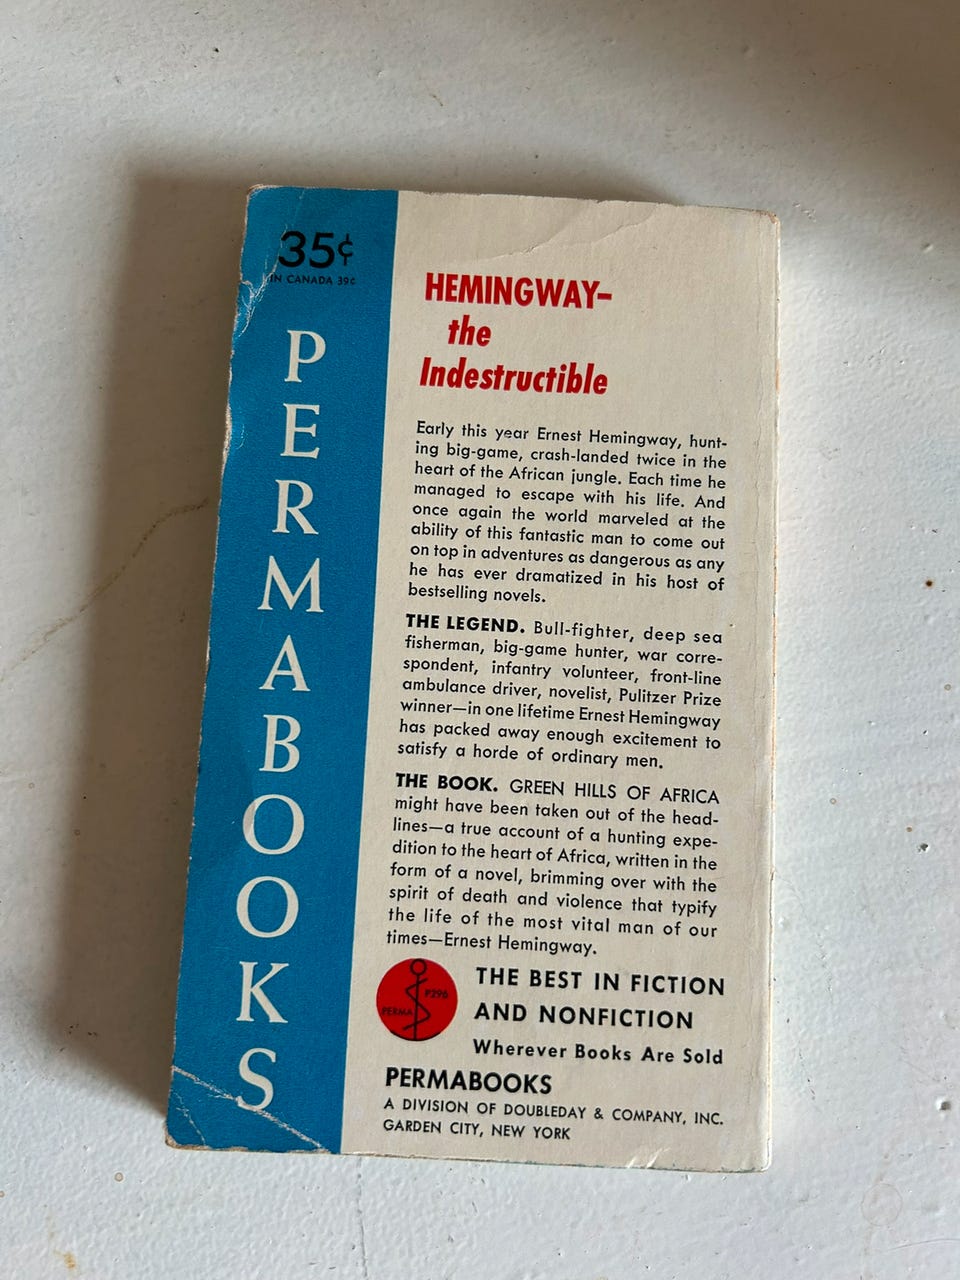 35¢
IN CANADA 39¢
PERMABOOKS
HEMINGWAY–
the
Indestructible
Early this year Ernest Hemingway, hunt-
ing big-game, crash-landed twice in the
heart of the African jungle. Each time he
managed to escape with his life. And
once again the world marveled at the
ability of this fantastic man to come out
on top in adventures as dangerous as any
he has ever dramatized in his host of
bestselling novels.
THE LEGEND. Bull-fighter, deep sea
fisherman, big-game hunter, war corre-
spondent, infantry volunteer, front-line
ambulance driver, novelist, Pulitzer Prize
winner—in one lifetime Ernest Hemingway
has packed away enough excitement to
satisfy a horde of ordinary men.
THE BOOK. GREEN HILLS OF AFRICA
might have been taken out of the head-
lines—a true account of a hunting expe-
dition to the heart of Africa, written in the
form of a novel, brimming over with the
spirit of death and violence that typify
the life of the most vital man of our
times—Ernest Hemingway.
P296
PERMA
THE BEST IN FICTION
AND NONFICTION
Wherever Books Are Sold
PERMABOOKS
A DIVISION OF DOUBLEDAY & COMPANY, INC.
GARDEN CITY, NEW YORK